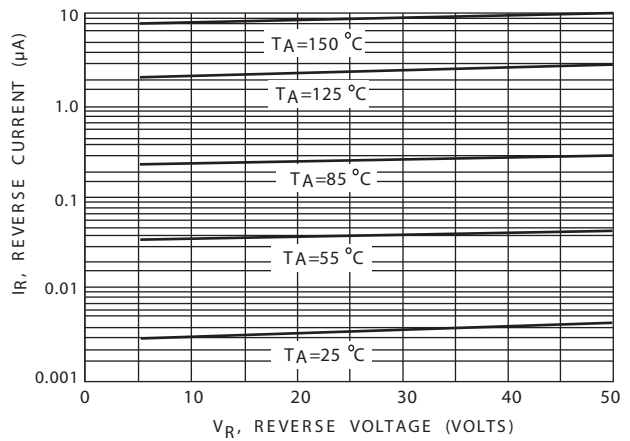 10
1.0
0.1
0.01
0.001
IR, REVERSE CURRENT (µA)
TA=150 °C
TA=125 °C
TA=85 °C
TA=55 °C
TA=25 °C
0 10 20 30 40 50
VR, REVERSE VOLTAGE (VOLTS)